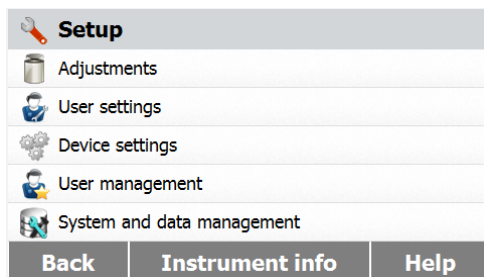 Setup
Adjustments
User settings
Device settings
User management
System and data management
Back Instrument info Help